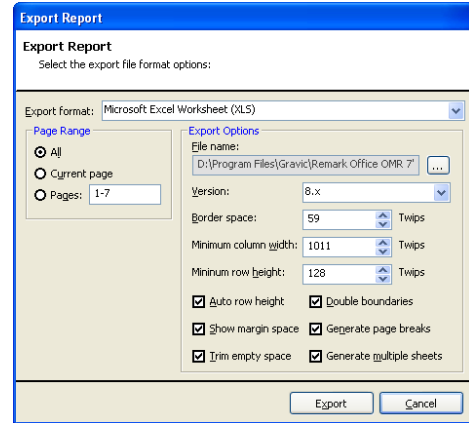 Export Report
Export Report
Select the export file format options:
Export format: Microsoft Excel Worksheet (XLS)
Page Range
All
Current page
Pages: 1-7
Export Options
File name:
D:\Program Files\Gravic\Remark Office OMR 7'
...
Version: 8.x
Border space: 59 Twips
Minimum column width: 1011 Twips
Mininum row height: 128 Twips
Auto row height Double boundaries
Show margin space Generate page breaks
Trim empty space Generate multiple sheets
Export Cancel